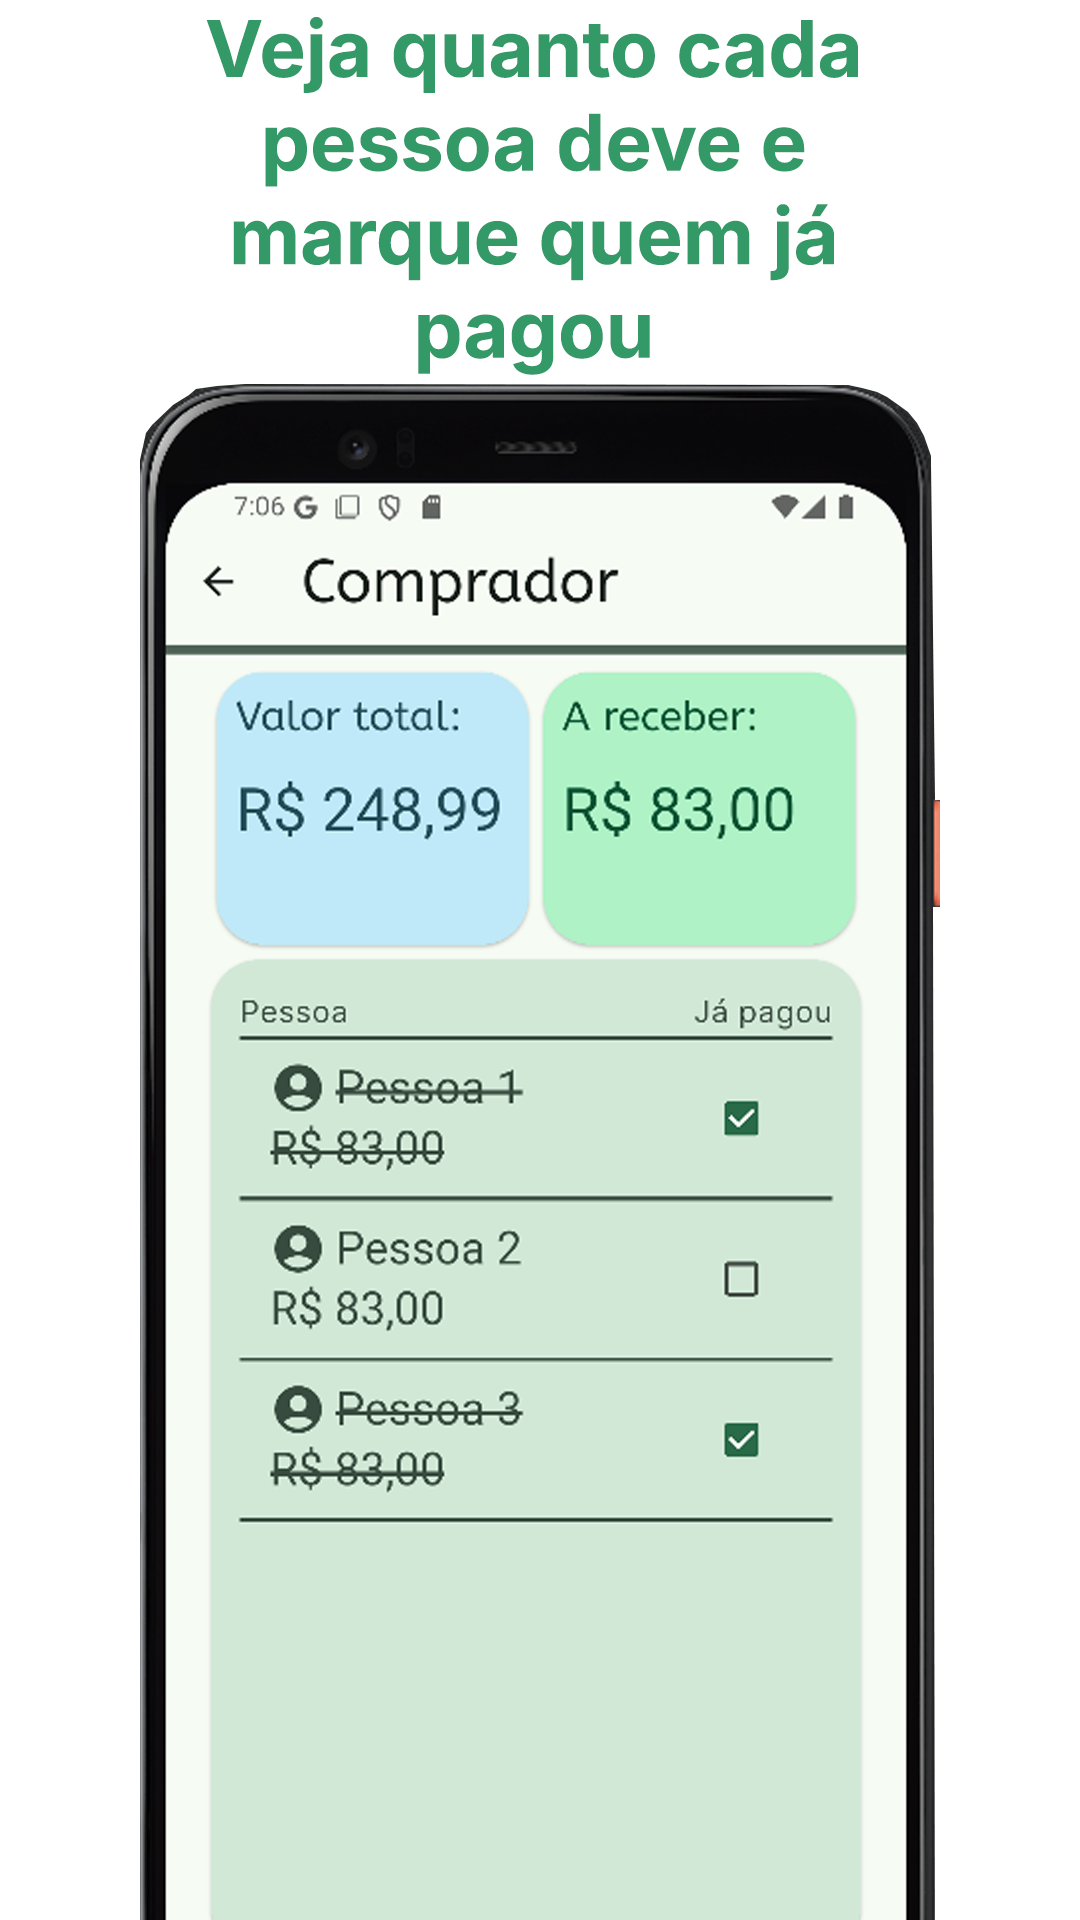 Veja quanto cada
pessoa deve e
marque quem já
pagou
7:06
Comprador
Valor total:
R$ 248,99
A receber:
R$ 83,00
Pessoa
Já pagou
Pessoa 1
R$ 83,00
Pessoa 2
R$ 83,00
Pessoa 3
R$ 83,00